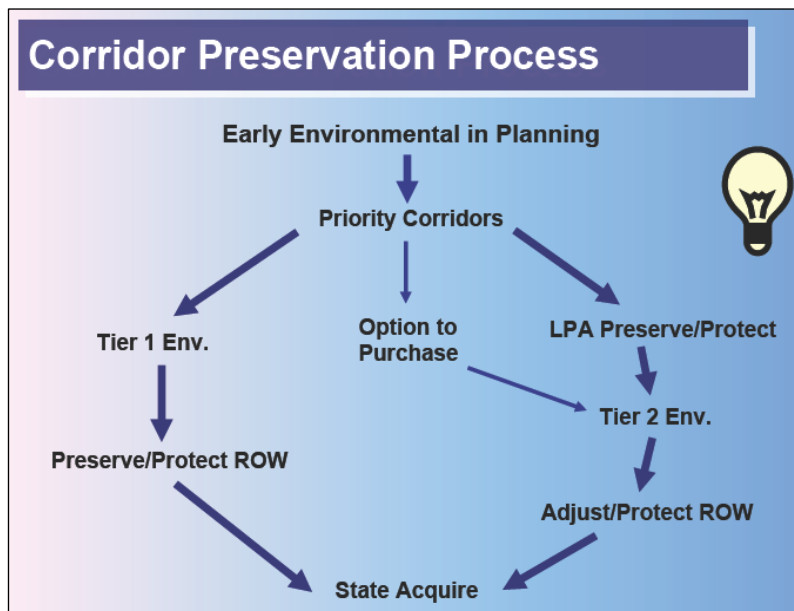 Corridor Preservation Process
Early Environmental in Planning
Priority Corridors
Tier 1 Env.
Option to
Purchase
LPA Preserve/Protect
Tier 2 Env.
Preserve/Protect ROW
Adjust/Protect ROW
State Acquire